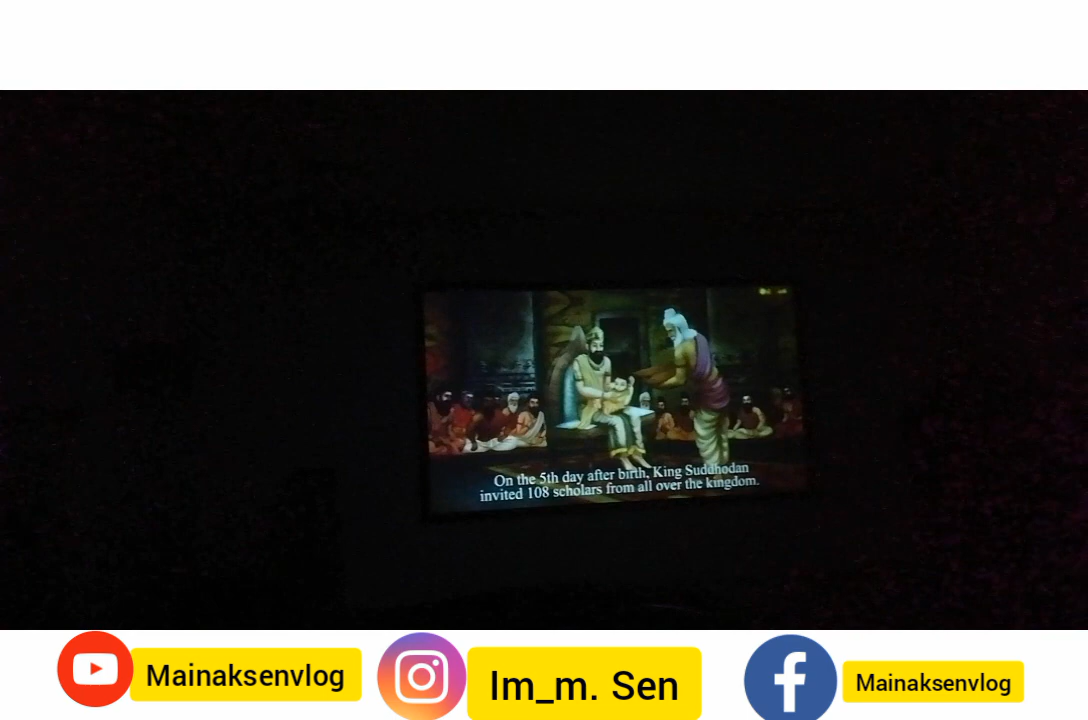 On the 5th day after birth, King Suddhodan
invited 108 scholars from all over the kingdom.
Mainaksenvlog
Im_m. Sen
Mainaksenvlog